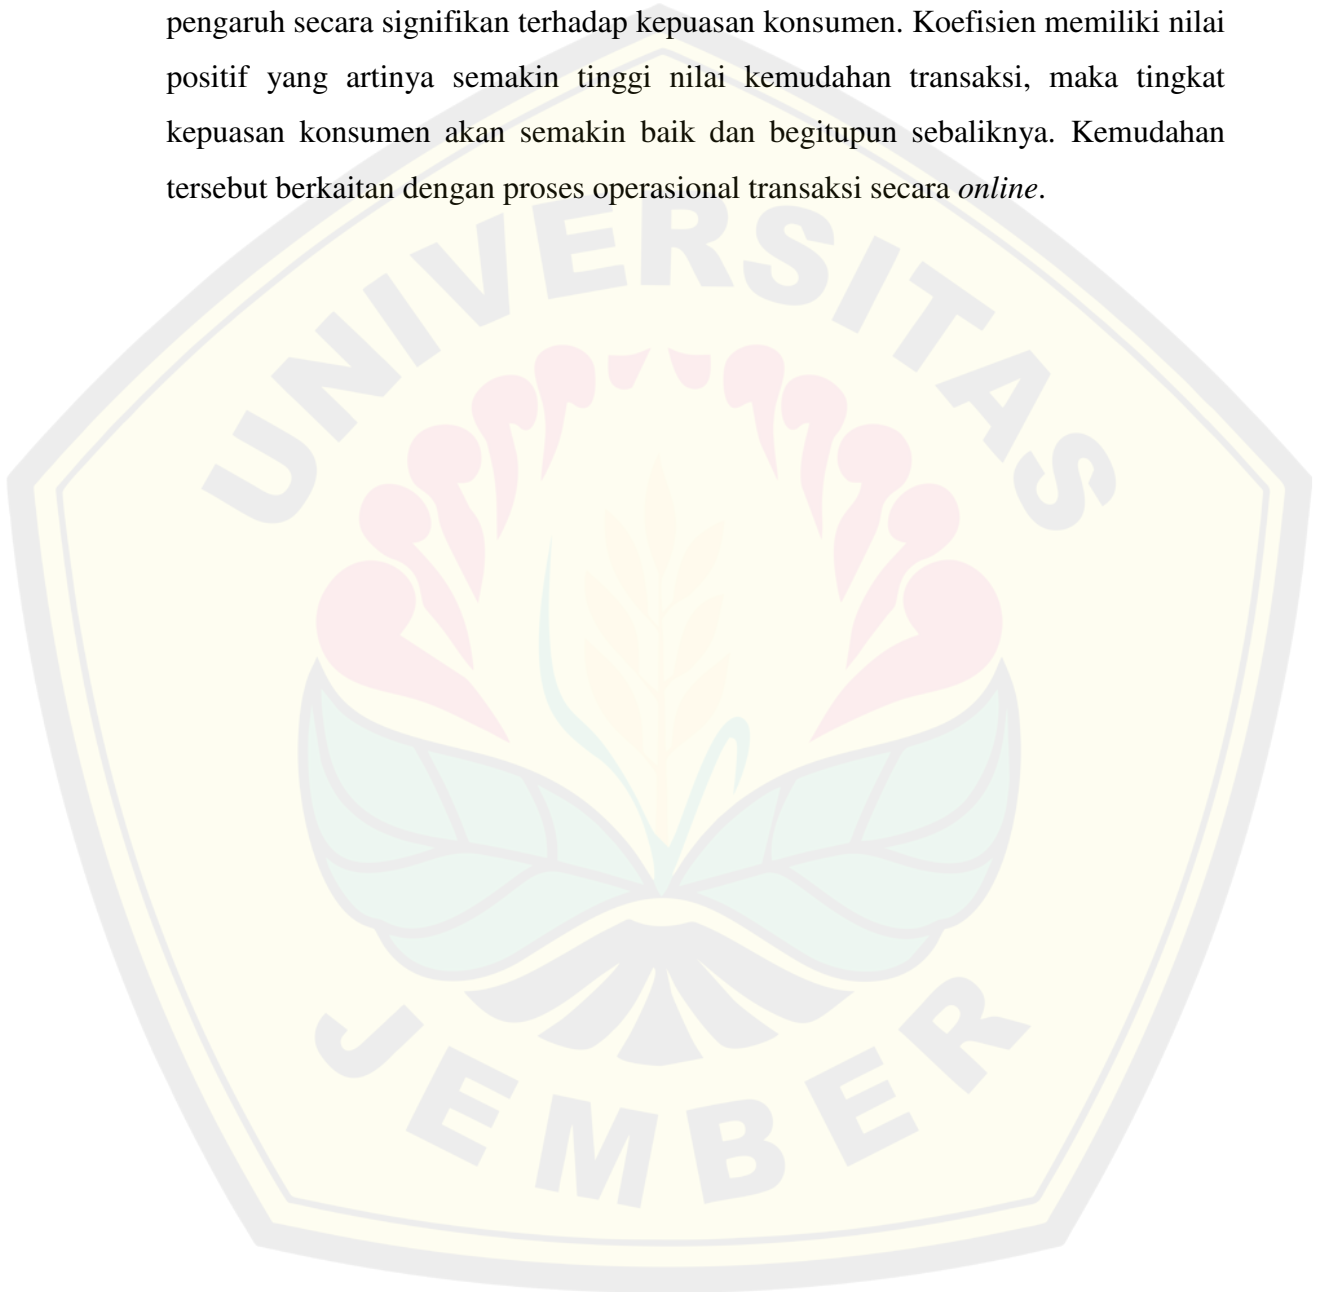 pengaruh secara signifikan terhadap kepuasan konsumen. Koefisien memiliki nilai
positif yang artinya semakin tinggi nilai kemudahan transaksi, maka tingkat
kepuasan konsumen akan semakin baik dan begitupun sebaliknya. Kemudahan
tersebut berkaitan dengan proses operasional transaksi secara online.
UNIVERSITAS
JEMBER